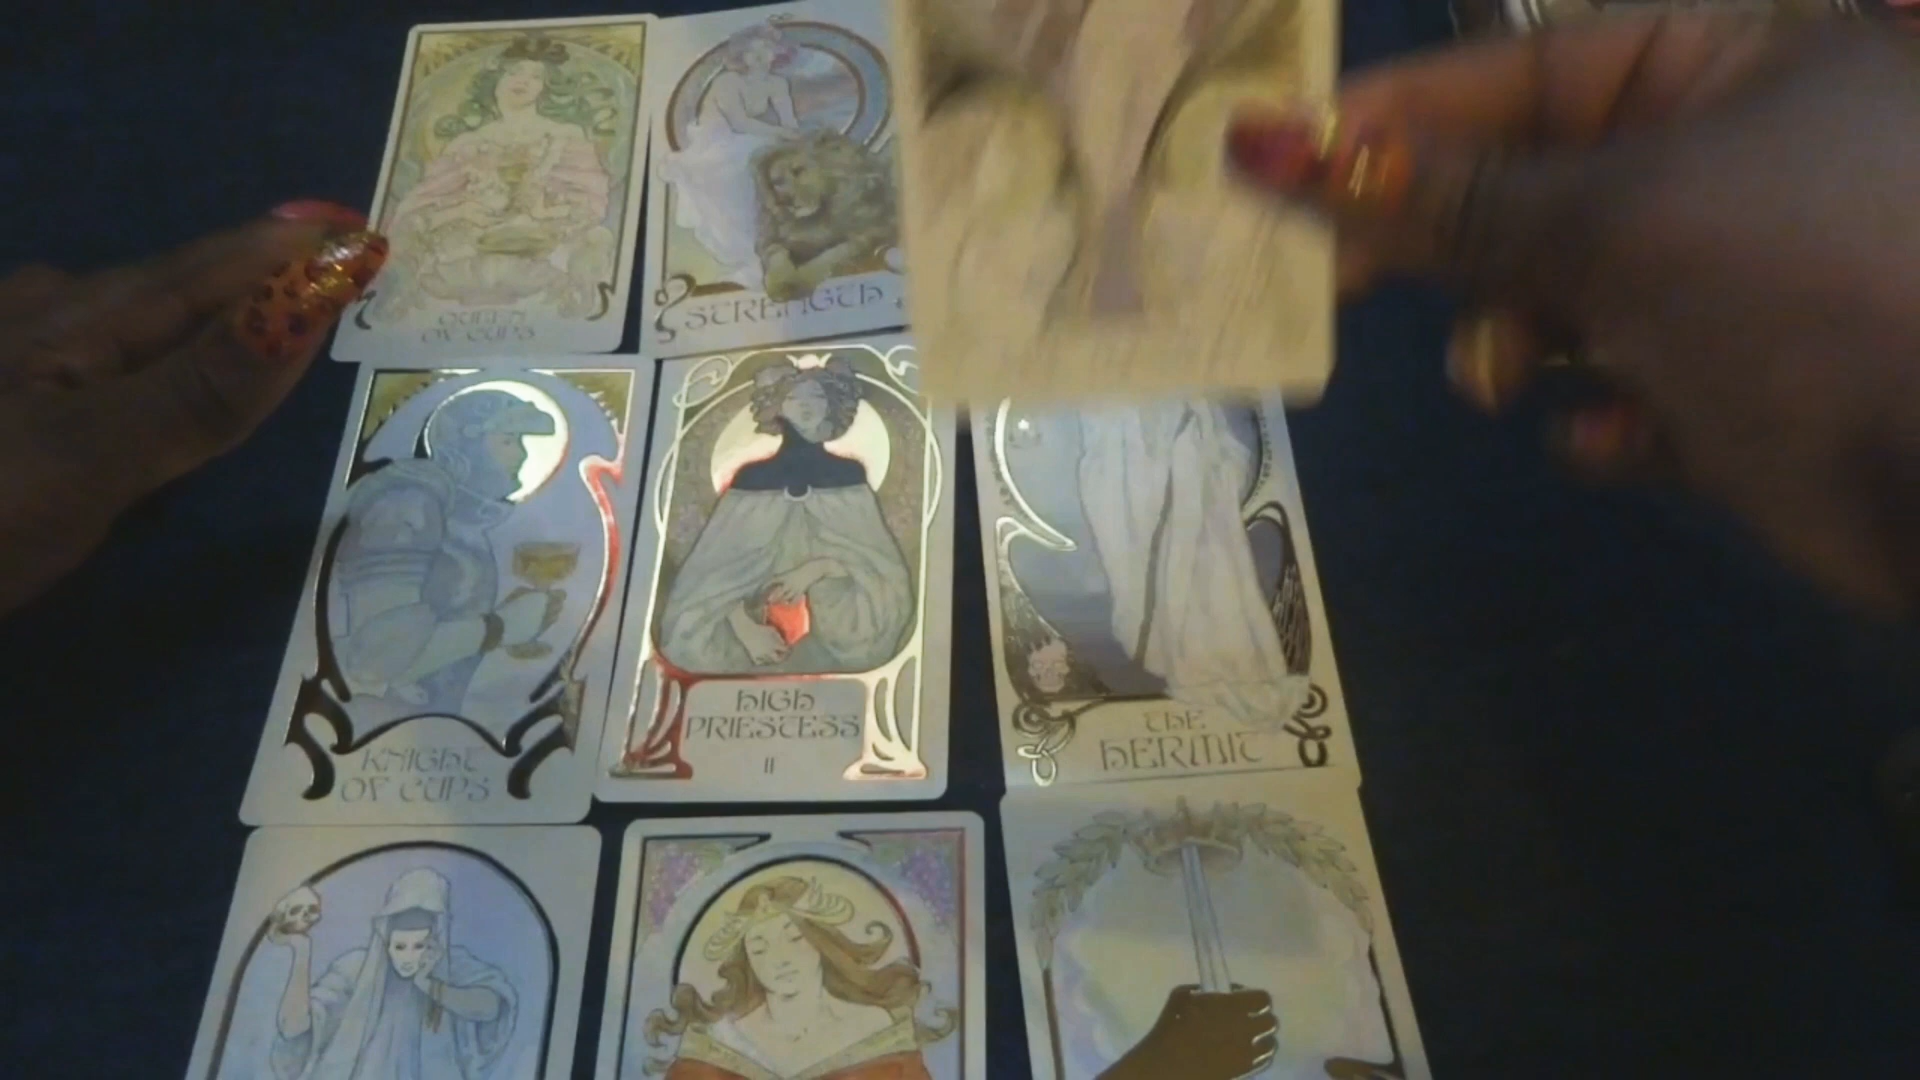 QUEEN
OF CUPS
STRENGTH
KNIGHT
OF CUPS
HIGH
PRIESTESS
II
THE
HERMIT